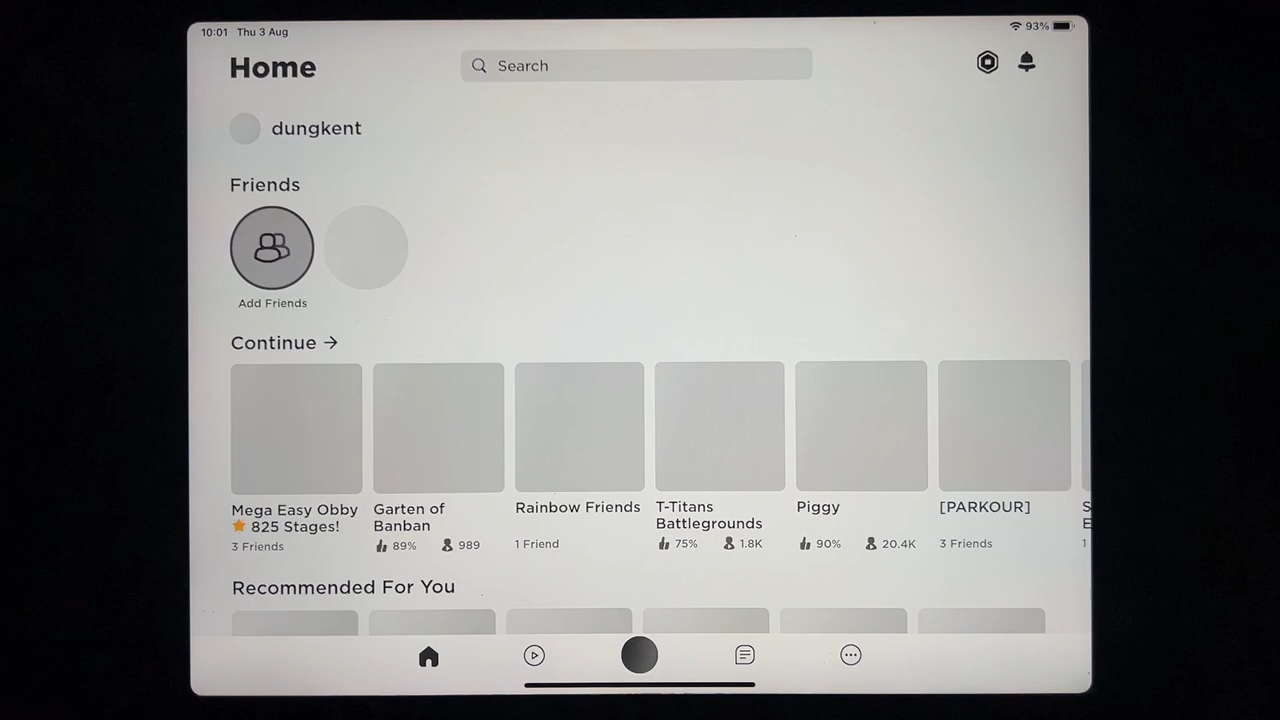 10:01 Thu 3 Aug
93%
Home
Search
dungkent
Friends
Add Friends
Continue →
Mega Easy Obby
⭐ 825 Stages!
3 Friends
Garten of
Banban
89% 989
Rainbow Friends
1 Friend
T-Titans
Battlegrounds
75% 1.8K
Piggy
90% 20.4K
[PARKOUR]
3 Friends
S
E
1
Recommended For You